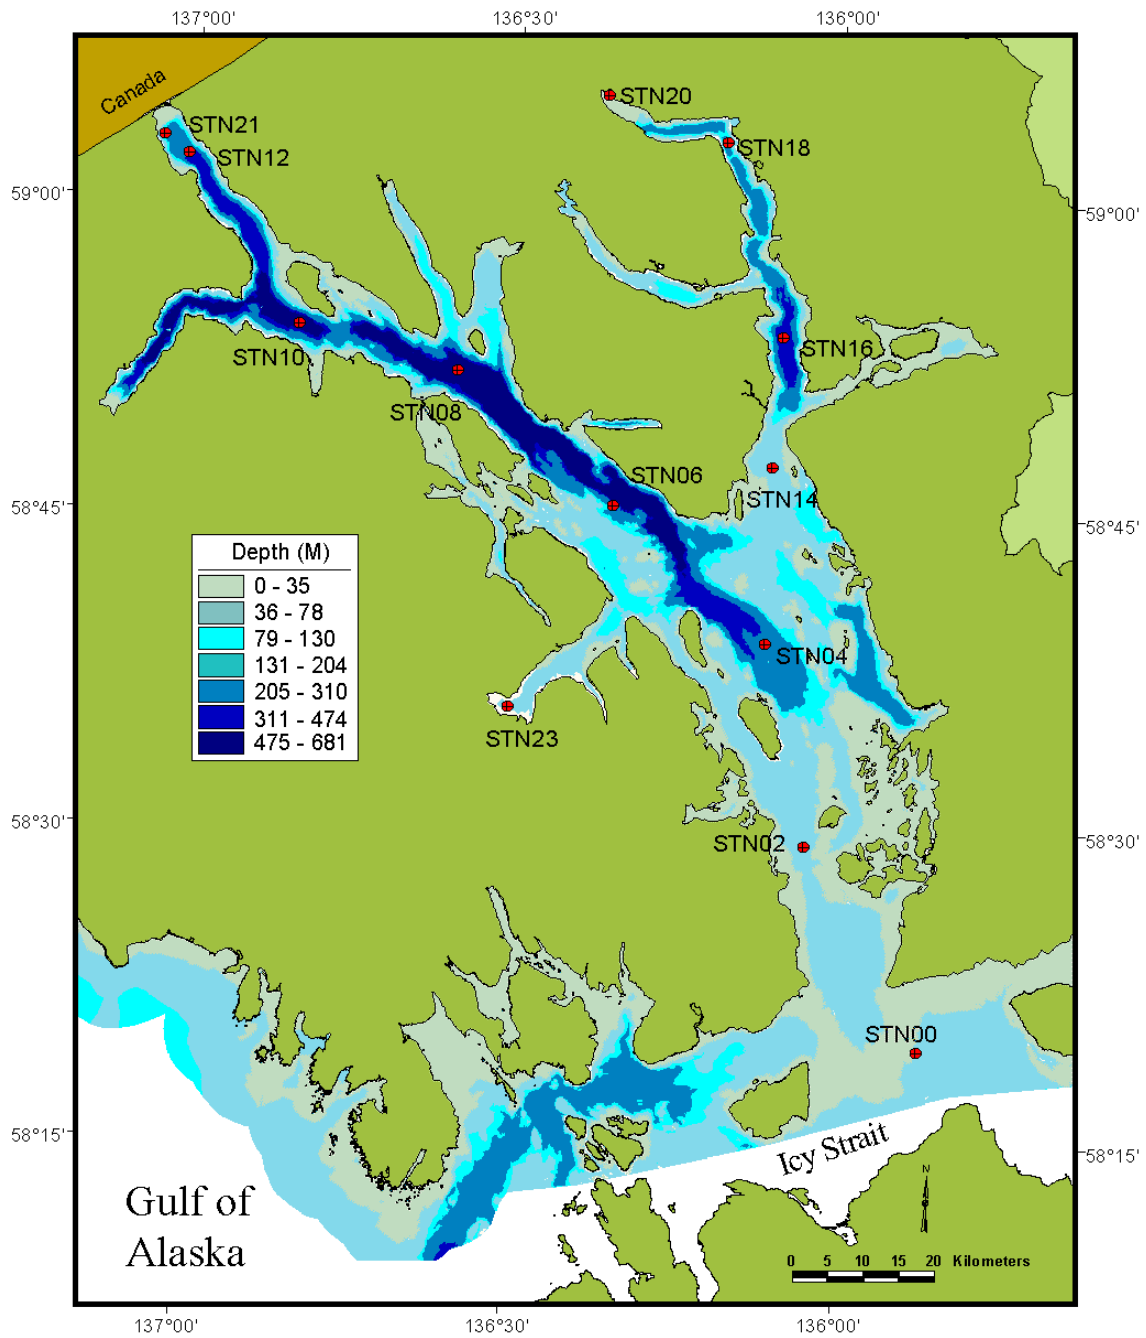 137°00'
136°30'
136°00'
Canada
STN21
STN12
STN20
STN18
59°00'
59°00'
STN10
STN08
STN16
STN06
STN14
58°45'
58°45'
Depth (M)
0 - 35
36 - 78
79 - 130
131 - 204
205 - 310
311 - 474
475 - 681
STN04
STN23
STN02
58°30'
58°30'
STN00
58°15'
58°15'
Icy Strait
Gulf of
Alaska
N
0 5 10 15 20 Kilometers
137°00'
136°30'
136°00'